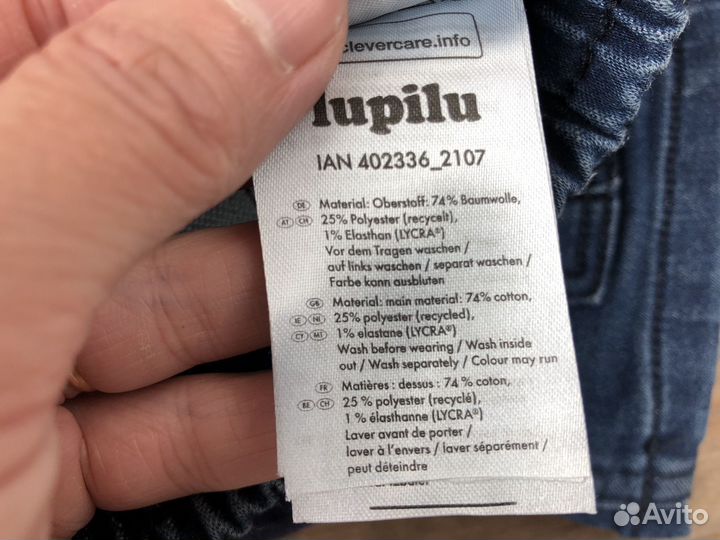 clevercare.info
lupilu
IAN 402336_2107
DE Material: Oberstoff: 74% Baumwolle,
AT CH 25% Polyester (recycelt),
1% Elasthan (LYCRA®)
Vor dem Tragen waschen /
auf links waschen / separat waschen /
Farbe kann ausbluten
GB Material: main material: 74% cotton,
IE NI 25% polyester (recycled),
CY MT 1% elastane (LYCRA®)
Wash before wearing / Wash inside
out / Wash separately / Colour may run
FR Matières : dessus : 74 % coton,
BE CH 25 % polyester (recyclé),
1 % élasthanne (LYCRA®)
Laver avant de porter /
laver à l'envers / laver séparément /
peut déteindre
Avito